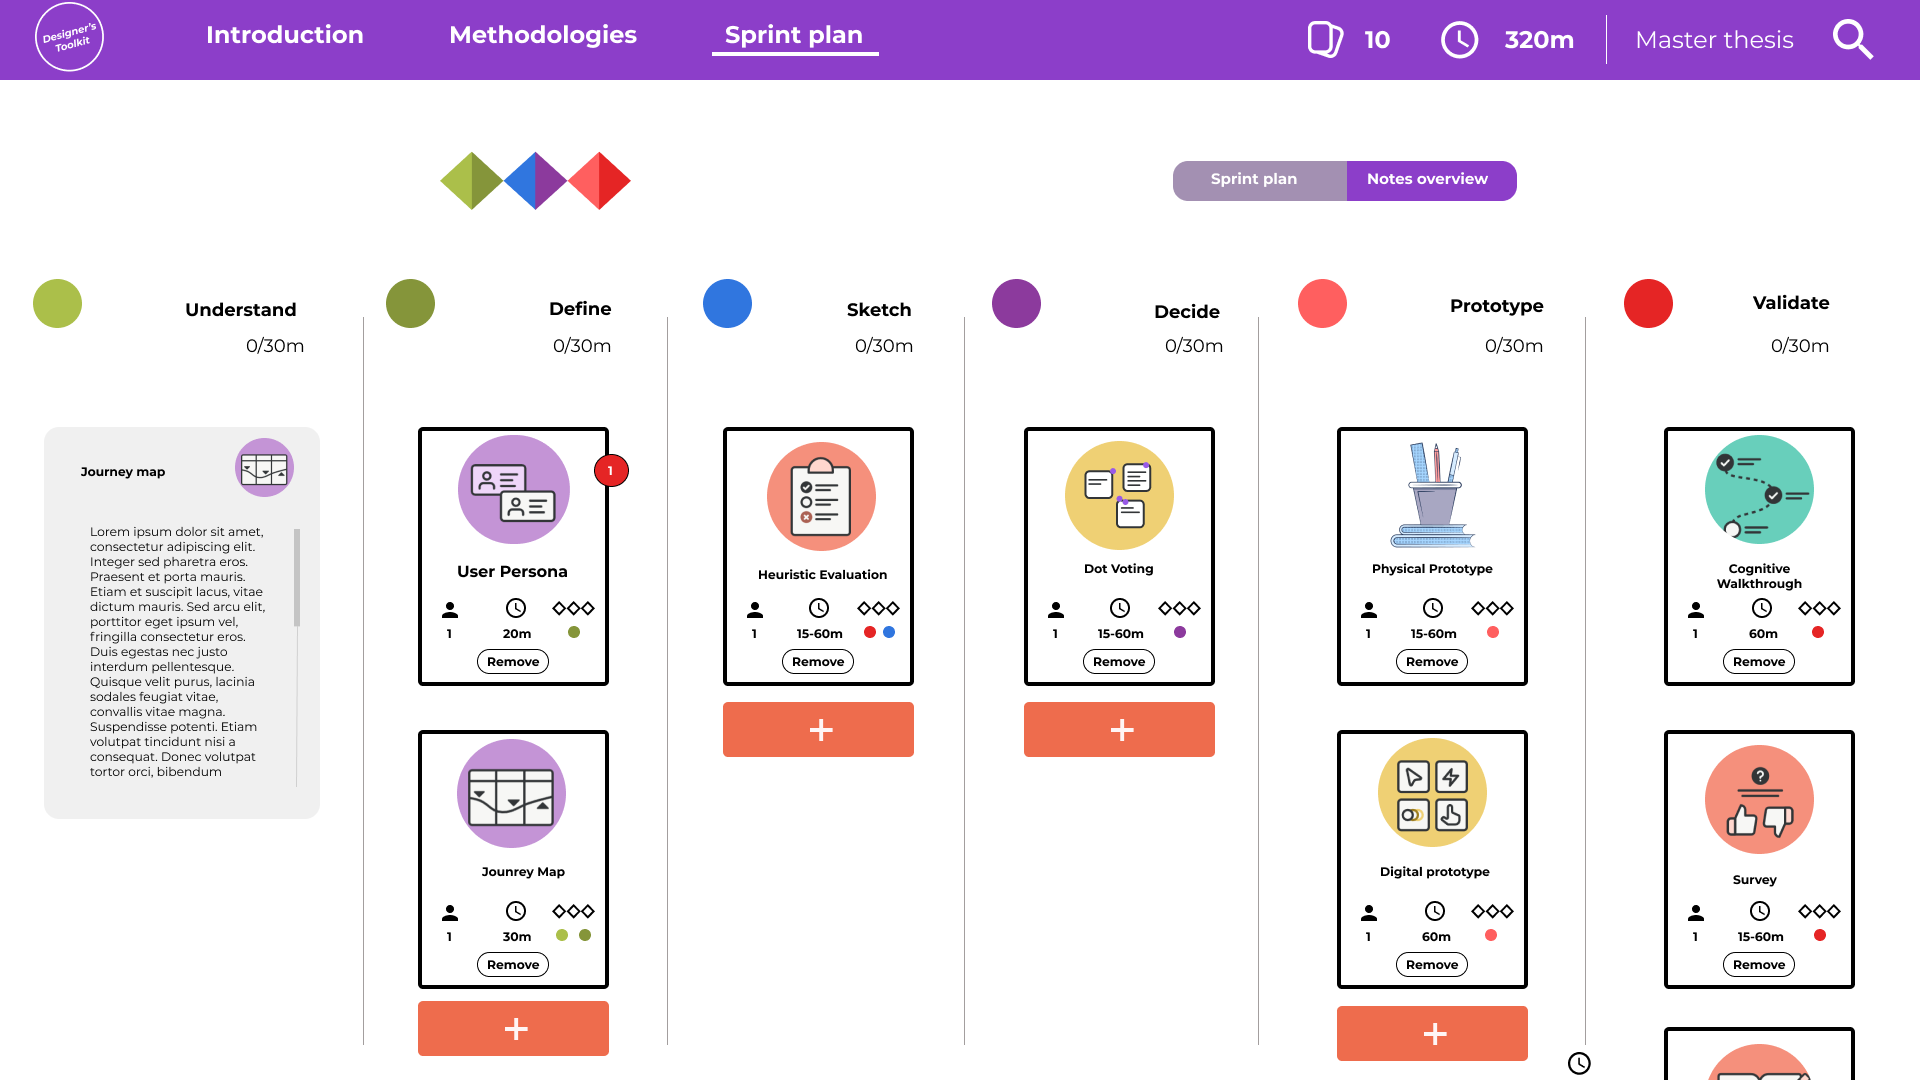 Designer's
Toolkit
Introduction
Methodologies
Sprint plan
10
320m
Master thesis
Sprint plan
Notes overview
Understand
0/30m
Define
0/30m
Sketch
0/30m
Decide
0/30m
Prototype
0/30m
Validate
0/30m
Journey map
Lorem ipsum dolor sit amet,
consectetur adipiscing elit.
Integer sed pharetra eros.
Praesent et porta mauris.
Etiam et suscipit lacus, vitae
dictum mauris. Sed arcu elit,
porttitor eget ipsum vel,
fringilla consectetur eros.
Duis egestas nec justo
interdum pellentesque.
Quisque velit purus, lacinia
sodales feugiat vitae,
convallis vitae magna.
Suspendisse potenti. Etiam
volutpat tincidunt nisi a
consequat. Donec volutpat
tortor orci, bibendum
1
User Persona
1
20m
Remove
Jounrey Map
1
30m
Remove
+
Heuristic Evaluation
1
15-60m
Remove
+
Dot Voting
1
15-60m
Remove
+
Physical Prototype
1
15-60m
Remove
Digital prototype
1
60m
Remove
+
Cognitive
Walkthrough
1
60m
Remove
?
Survey
1
15-60m
Remove